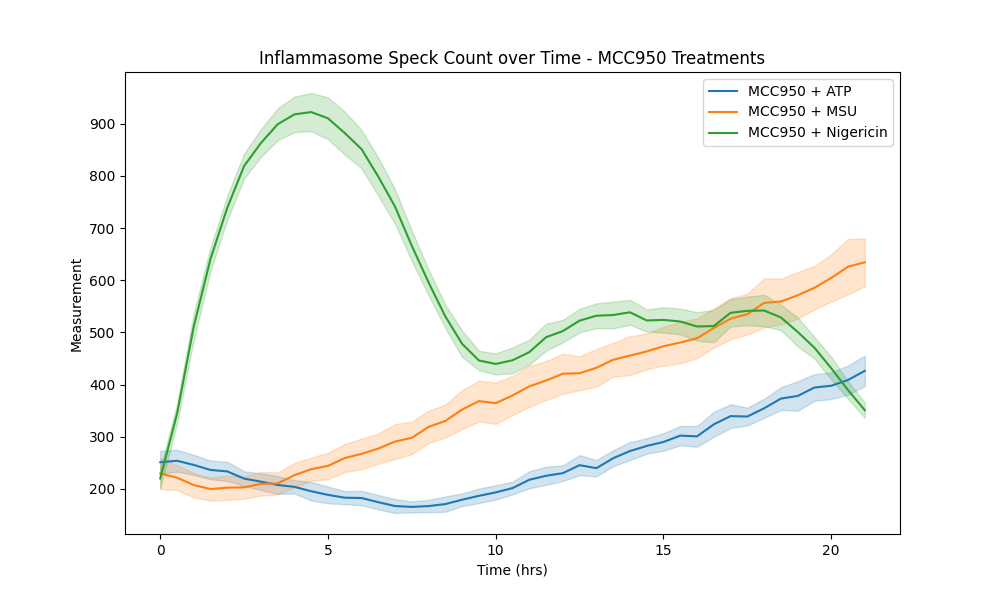 Inflammasome Speck Count over Time - MCC950 Treatments
MCC950 + ATP
MCC950 + MSU
MCC950 + Nigericin
Measurement
900
800
700
600
500
400
300
200
0
5
10
15
20
Time (hrs)